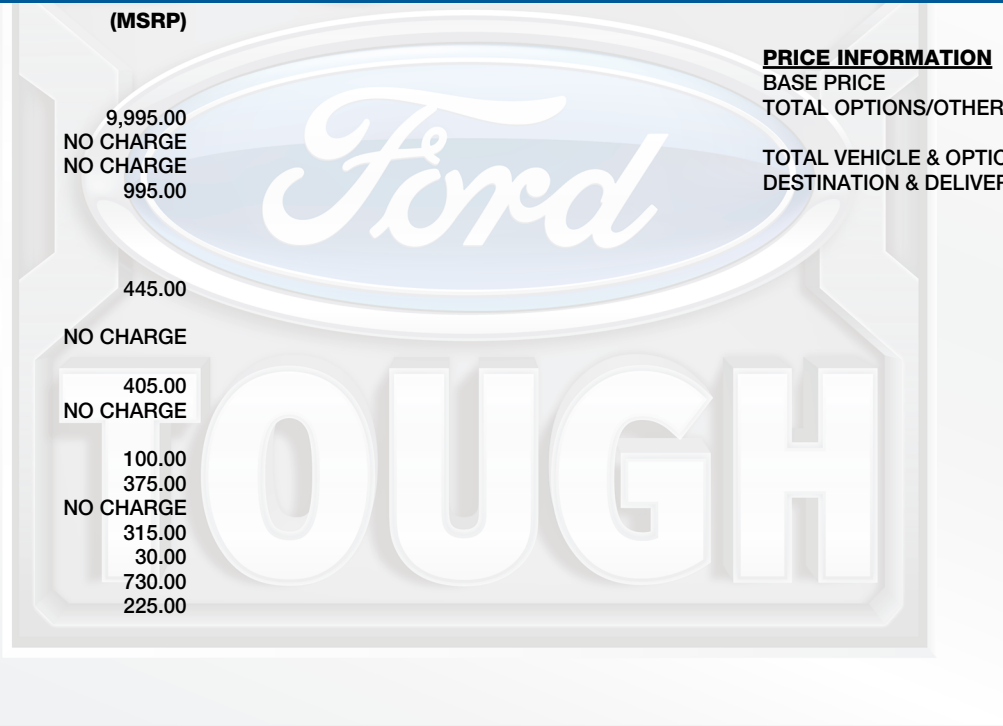 (MSRP)
9,995.00
NO CHARGE
NO CHARGE
995.00
445.00
NO CHARGE
405.00
NO CHARGE
100.00
375.00
NO CHARGE
315.00
30.00
730.00
225.00
PRICE INFORMATION
BASE PRICE
TOTAL OPTIONS/OTHER
TOTAL VEHICLE & OPTIO
DESTINATION & DELIVER
Ford
TOUGH